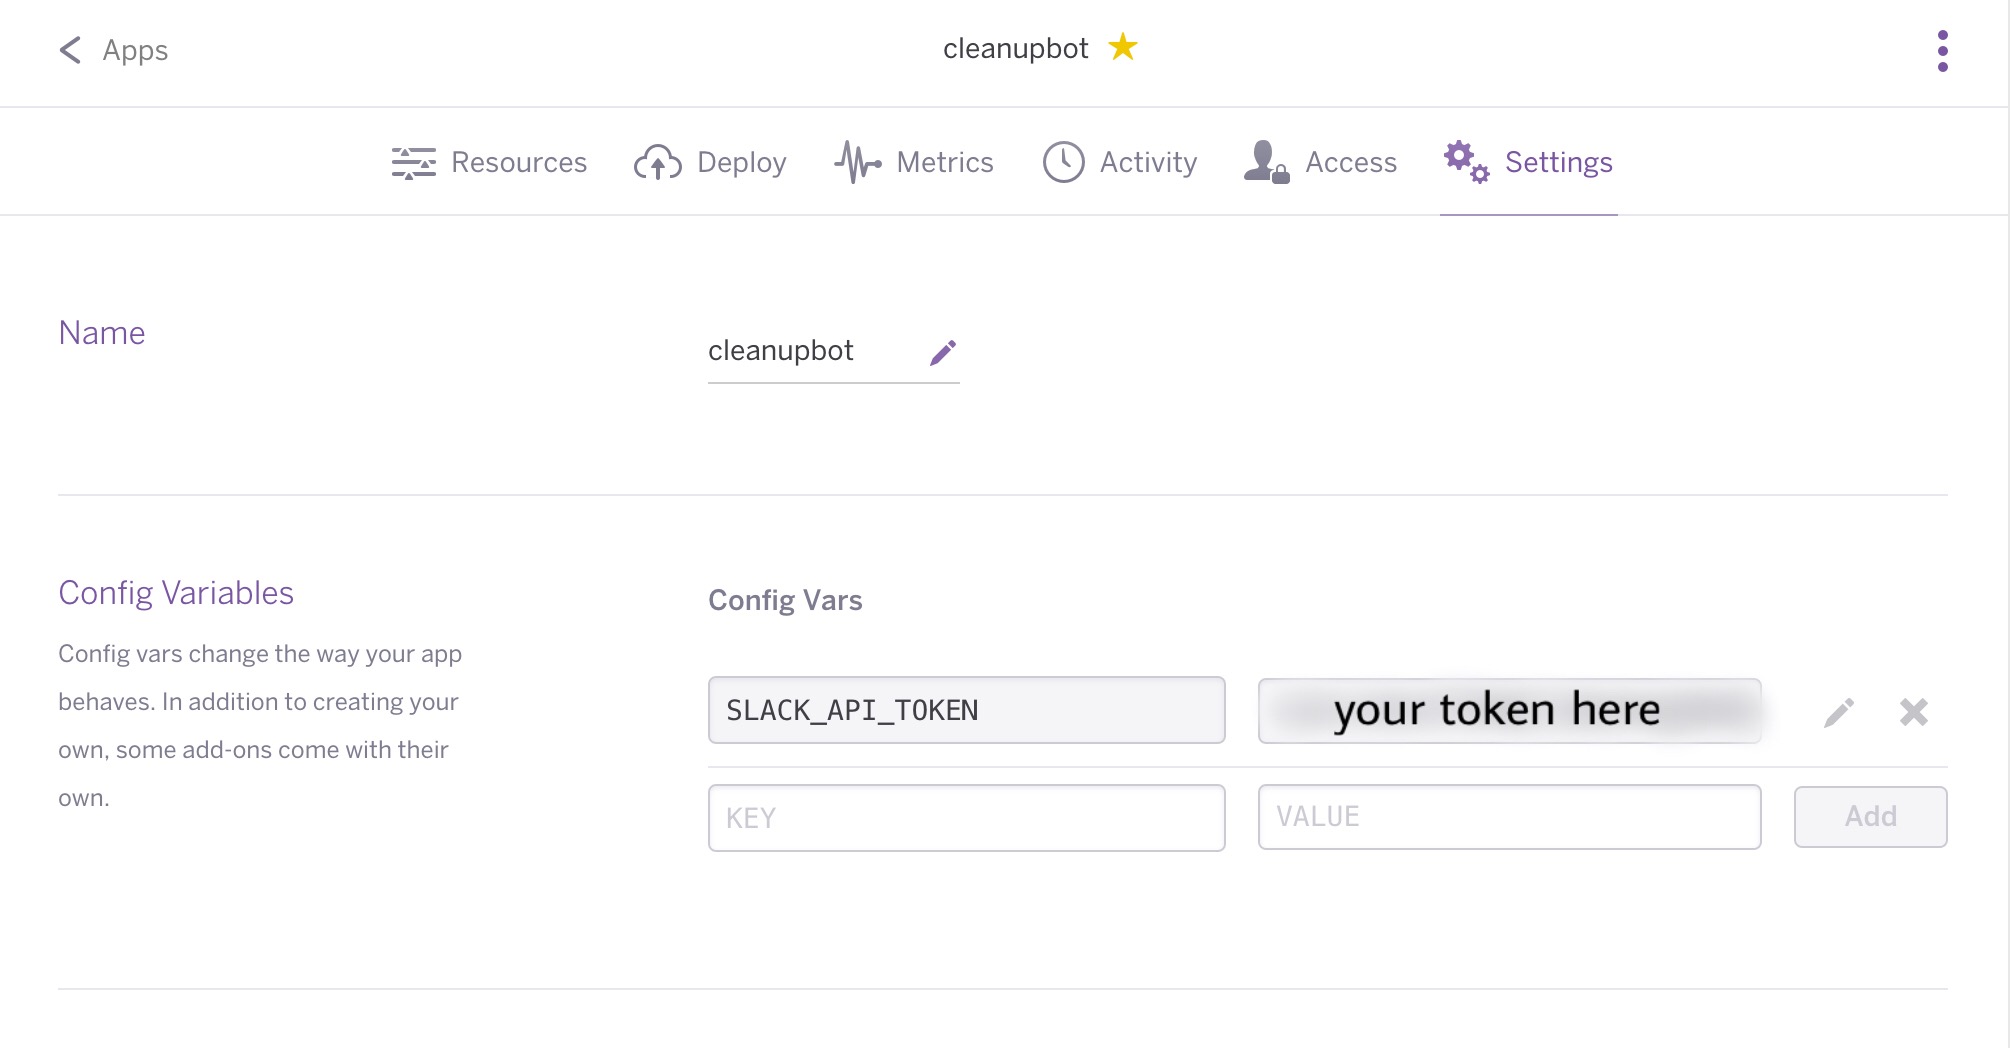 Apps
cleanupbot
Resources Deploy Metrics Activity Access Settings
Name
cleanupbot
Config Variables
Config vars change the way your app
behaves. In addition to creating your
own, some add-ons come with their
own.
Config Vars
SLACK_API_TOKEN your token here
KEY VALUE Add